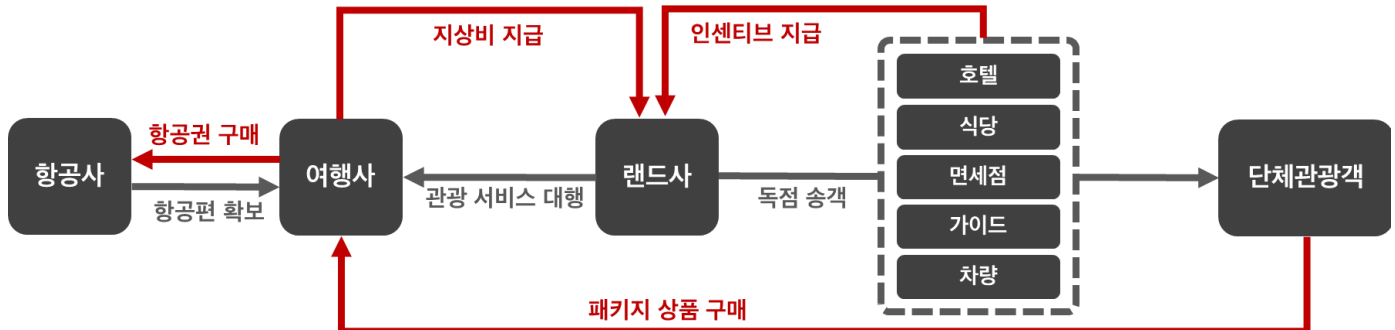 지상비 지급
인센티브 지급
호텔
식당
면세점
가이드
차량
항공사
항공권 구매
항공편 확보
여행사
관광 서비스 대행
랜드사
독점 송객
단체관광객
패키지 상품 구매